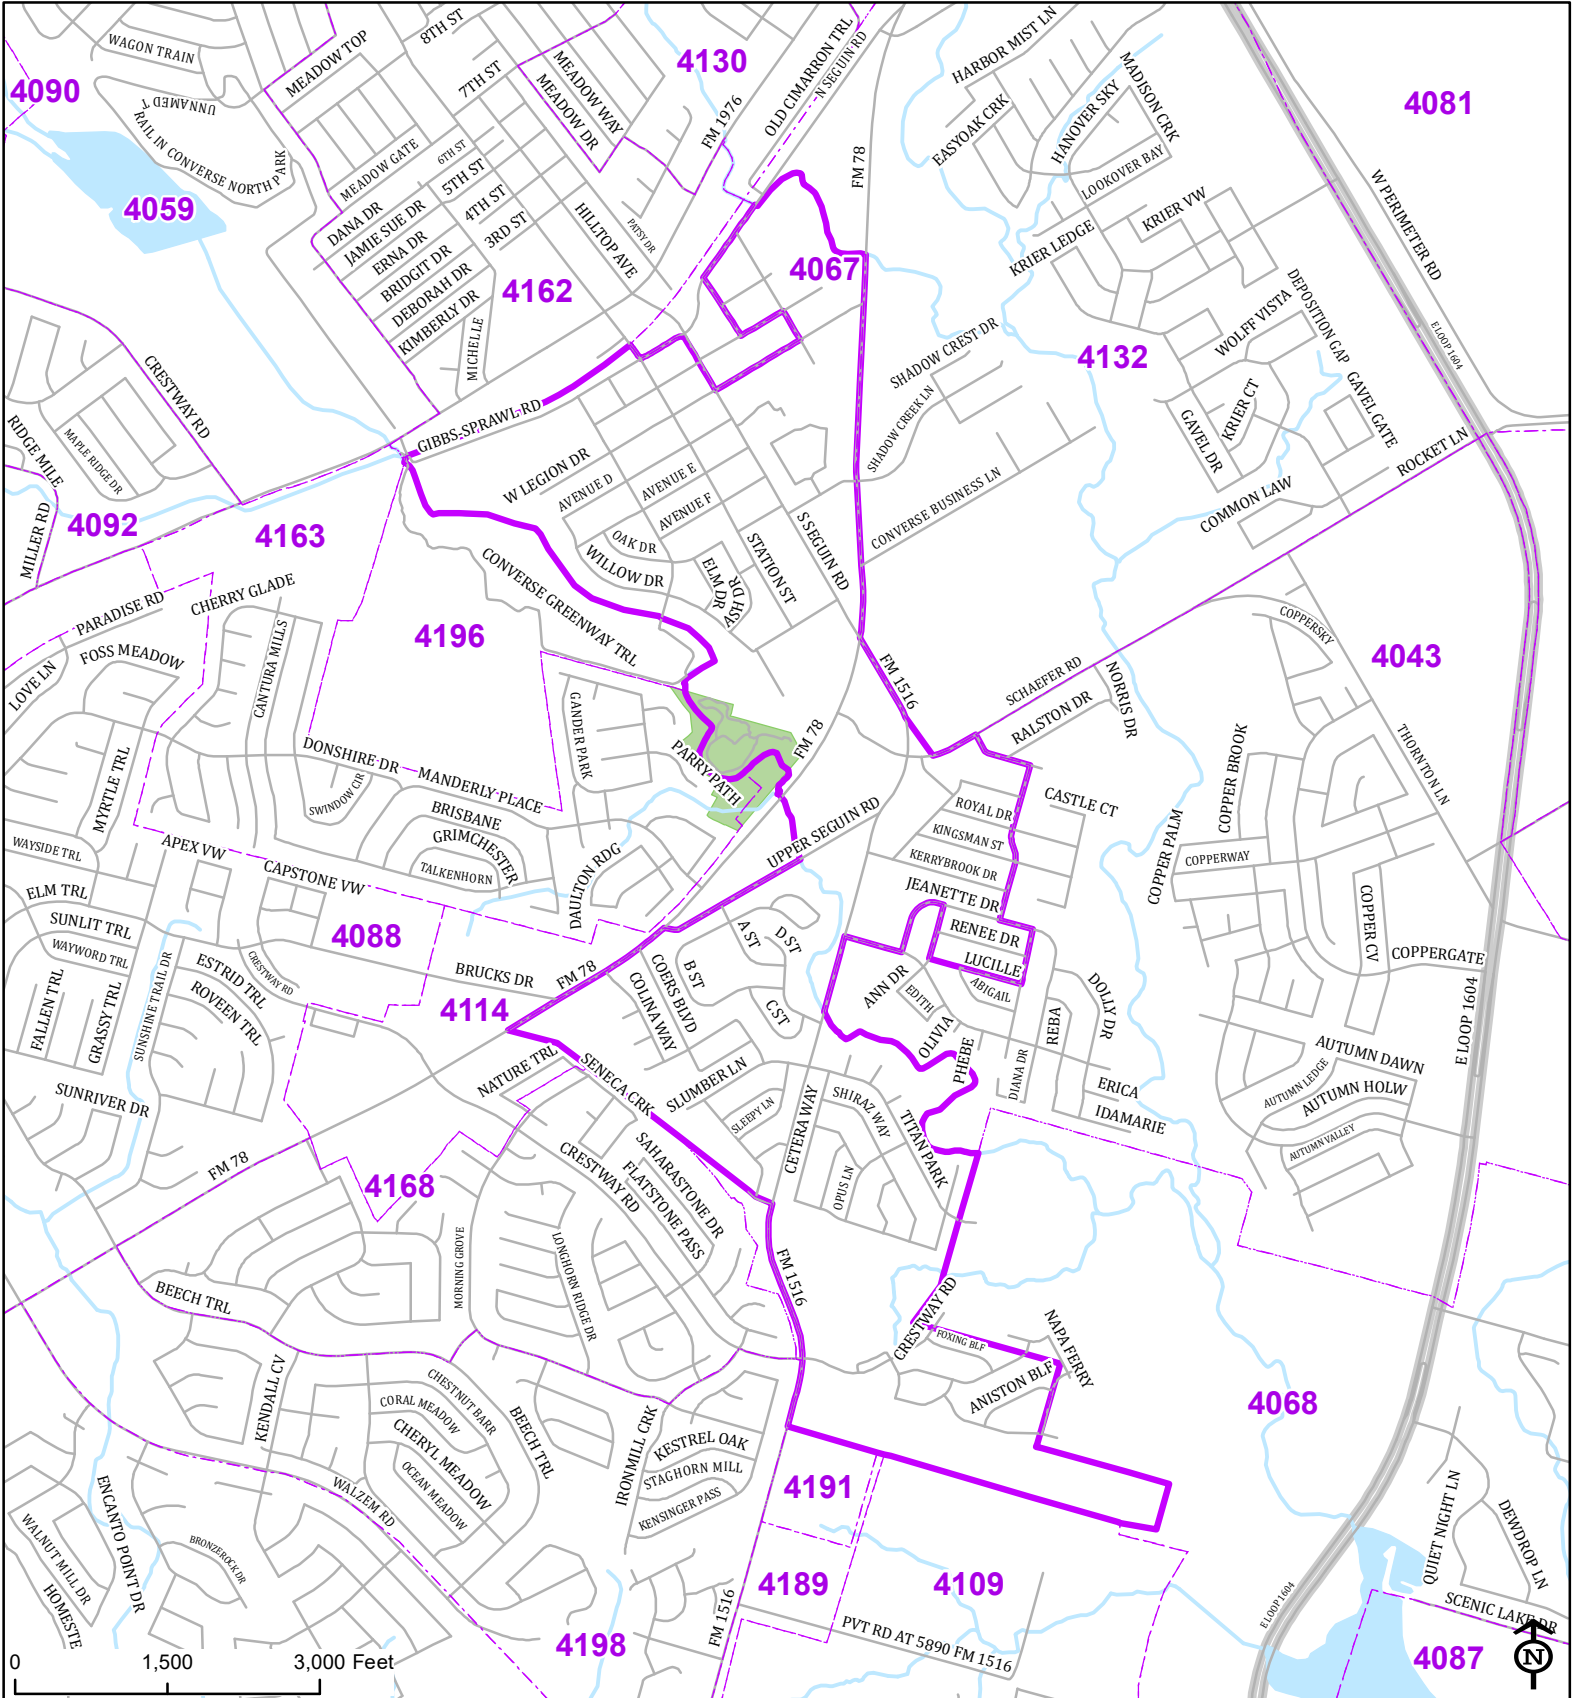 WAGON TRAIN
MEADOW TOP
8TH ST
4130
OLD CIMARRON TRL
N SEGUIN RD
HARBOR MIST LN
4090
UNNAMED T
RAIL IN CONVERSE NORTH PARK
7TH ST
MEADOW WAY
MEADOW DR
FM 1976
FM 78
EASYOAK CRK
HANOVER SKY
MADISON CRK
4081
4059
MEADOW GATE
6TH ST
5TH ST
4TH ST
3RD ST
DANA DR
JAMIE SUE DR
ERNA DR
BRIDGIT DR
DEBORAH DR
KIMBERLY DR
MICHELLE
HILLTOP AVE
PATSY DR
4162
4067
LOOKOVER BAY
KRIER VW
KRIER LEDGE
W PERIMETER RD
DEPOSITION GAP
WOLFF VISTA
E LOOP 1604
4132
SHADOW CREST DR
SHADOW CREEK LN
KRIER CT
GAVEL GATE
GAVEL DR
CRESTWAY RD
RIDGE MILE
MAPLE RIDGE DR
GIBBS-SPRAWL RD
W LEGION DR
AVENUE D
AVENUE E
AVENUE F
ROCKET LN
COMMON LAW
CONVERSE BUSINESS LN
MILLER RD
4092
4163
OAK DR
WILLOW DR
ELM DR
ASH DR
STATION ST
S SEGUIN RD
CONVERSE GREENWAY TRL
PARADISE RD
CHERRY GLADE
4196
COPPERSKY
4043
FOSS MEADOW
LOVE LN
CANTURA MILLS
FM 1516
SCHAEFER RD
NORRIS DR
RALSTON DR
GANDER PARK
PARRY PATH
FM 78
THORNTON LN
MYRTLE TRL
DONSHIRE DR
MANDERLY PLACE
SWINDOW CIR
BRISBANE
GRIMCHESTER
TALKENHORN
UPPER SEGUIN RD
ROYAL DR
KINGSMAN ST
KERRYBROOK DR
JEANETTE DR
CASTLE CT
COPPER BROOK
COPPER PALM
COPPERWAY
WAYSIDE TRL
APEX VW
CAPSTONE VW
DAULTON RDG
ELM TRL
SUNLIT TRL
WAYWORD TRL
4088
RENEE DR
LUCILLE
COPPER CV
COPPERGATE
A ST
D ST
B ST
C ST
COERS BLVD
COLINA WAY
FALLEN TRL
GRASSY TRL
SUNSHINE TRAIL DR
ESTRID TRL
ROVEEN TRL
CRESTWAY RD
BRUCKS DR
FM 78
4114
ANN DR
EDITH
ABIGAIL
OLIVIA
PHEBE
DIANA DR
REBA
DOLLY DR
E LOOP 1604
AUTUMN DAWN
AUTUMN LEDGE
AUTUMN HOLW
AUTUMN VALLEY
SUNRIVER DR
NATURE TRL
SENECA CRK
SLUMBER LN
SLEEPY LN
CETERA WAY
SHIRAZ WAY
TITAN PARK
OPUS LN
ERICA
IDAMARIE
FM 78
4168
CRESTWAY RD
SAHARASTONE DR
FLATSTONE PASS
MORNING GROVE
LONGHORN RIDGE DR
FM 1516
BEECH TRL
CRESTWAY RD
FOXING BLF
NAPA FERRY
ANISTON BLF
4068
KENDALL CV
CHESTNUT BARR
CORAL MEADOW
CHERYL MEADOW
OCEAN MEADOW
BEECH TRL
IRONMILL CRK
KESTREL OAK
STAGHORN MILL
KENSINGER PASS
4191
WALZEM RD
ENCANTO POINT DR
WALNUT MILL DR
HOMESTE
BRONZEROCK DR
QUIET NIGHT LN
DEWDROP LN
4189
4109
E LOOP 1604
SCENIC LAKE DR
FM 1516
PVT RD AT 5890 FM 1516
4198
4087
0 1,500 3,000 Feet
N